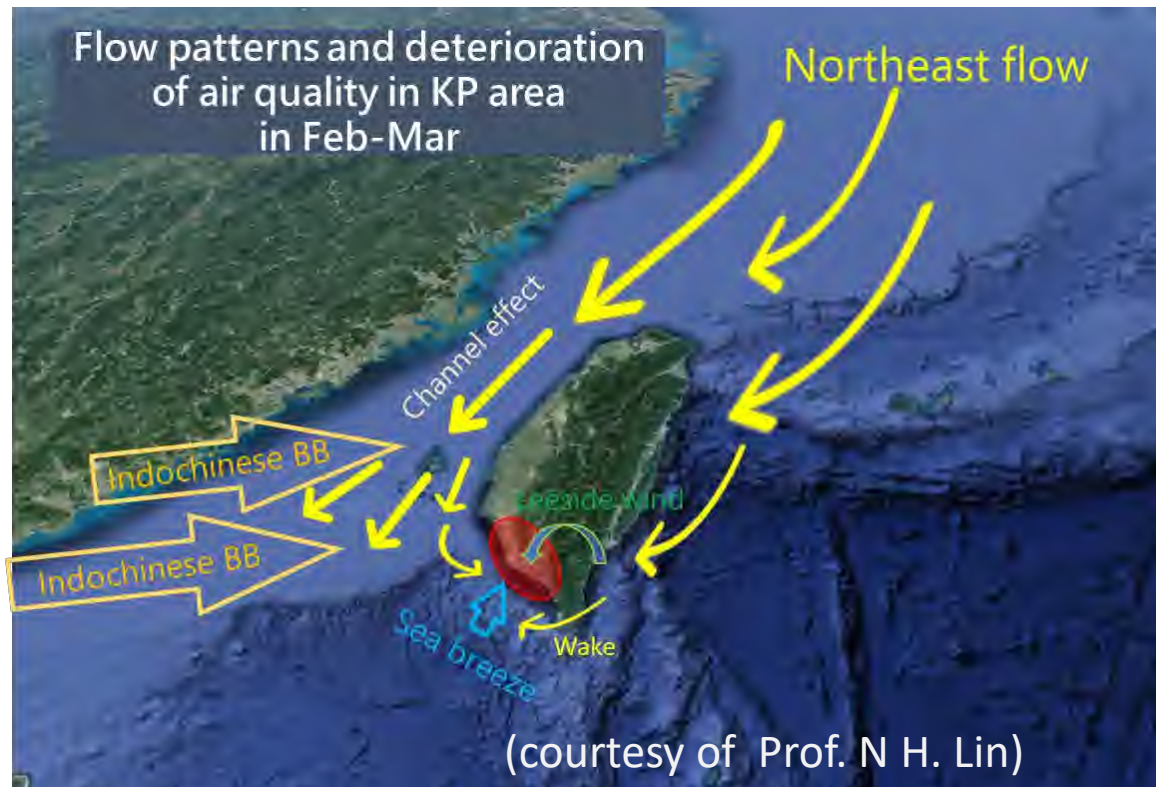 Flow patterns and deterioration
of air quality in KP area
in Feb-Mar
Northeast flow
Channel effect
Indochinese BB
Leeside wind
Indochinese BB
Sea breeze
Wake
(courtesy of Prof. N H. Lin)